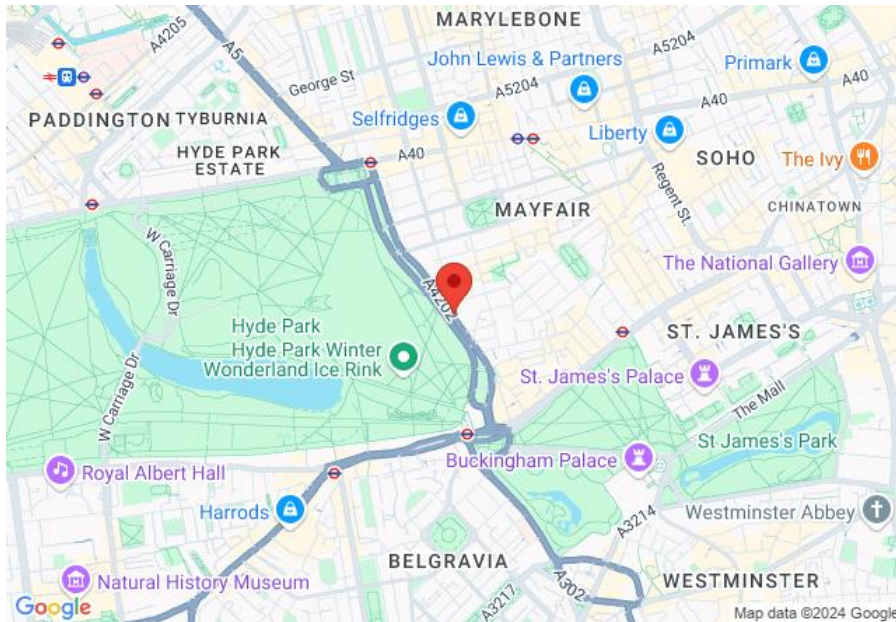 MARYLEBONE
A4205
A5
John Lewis & Partners
A5204
Primark
George St
A5204
A40
A40
PADDINGTON
TYBURNIA
Selfridges
Liberty
HYDE PARK
ESTATE
A40
SOHO
The Ivy
Regent St.
MAYFAIR
CHINATOWN
W Carriage Dr
The National Gallery
A4202
Hyde Park
Hyde Park Winter
Wonderland Ice Rink
ST. JAMES'S
St. James's Palace
W Carriage Dr
The Mall
St James's Park
Royal Albert Hall
Buckingham Palace
Harrods
A3214
Westminster Abbey
BELGRAVIA
Natural History Museum
A3217
A302
WESTMINSTER
Google
Map data ©2024 Google